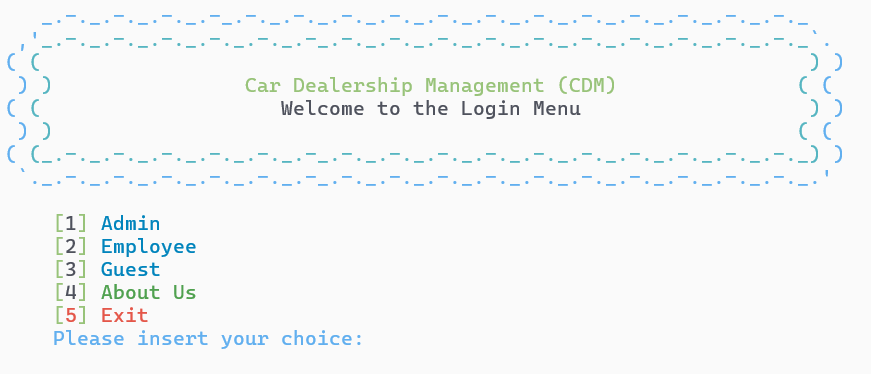 Car Dealership Management (CDM)
Welcome to the Login Menu
[1] Admin
[2] Employee
[3] Guest
[4] About Us
[5] Exit
Please insert your choice: